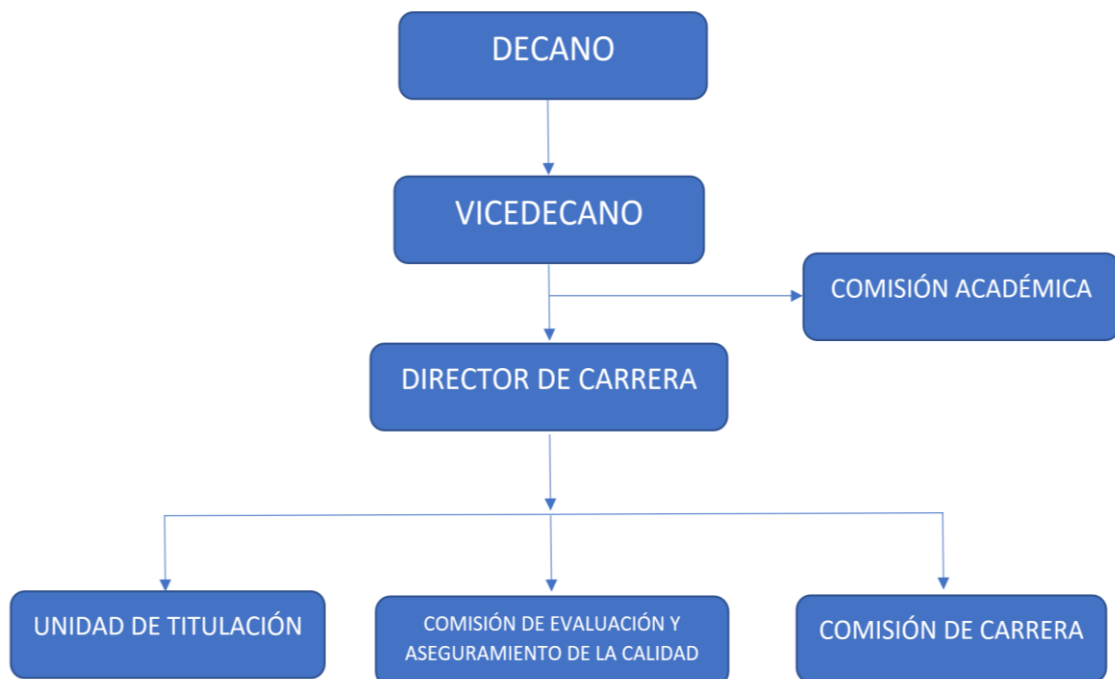 DECANO
VICEDECANO
COMISIÓN ACADÉMICA
DIRECTOR DE CARRERA
UNIDAD DE TITULACIÓN
COMISIÓN DE EVALUACIÓN Y
ASEGURAMIENTO DE LA CALIDAD
COMISIÓN DE CARRERA